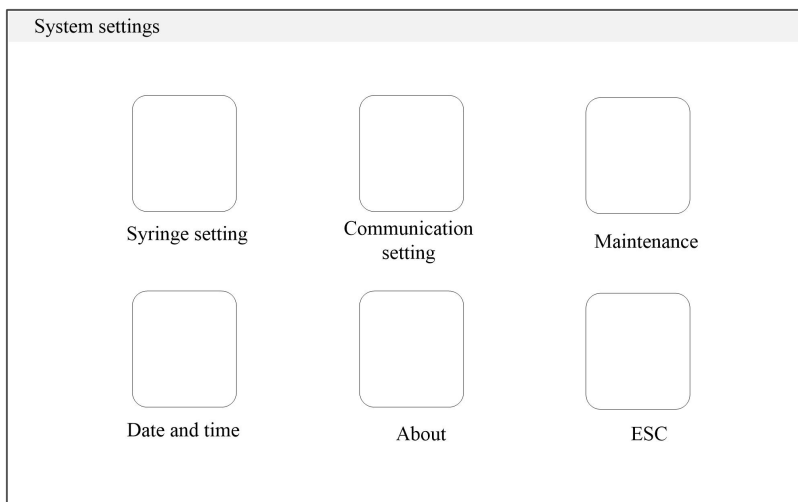 System settings
Syringe setting
Communication
setting
Maintenance
Date and time
About
ESC